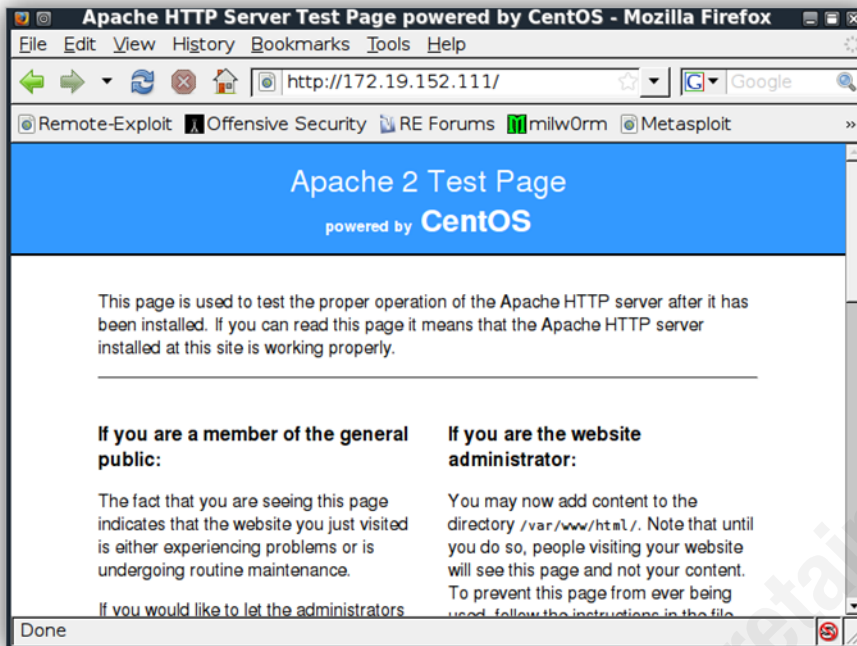 Apache HTTP Server Test Page powered by CentOS - Mozilla Firefox
File Edit View History Bookmarks Tools Help
http://172.19.152.111/
G Google
Remote-Exploit Offensive Security RE Forums milw0rm Metasploit »
Apache 2 Test Page
powered by CentOS
This page is used to test the proper operation of the Apache HTTP server after it has
been installed. If you can read this page it means that the Apache HTTP server
installed at this site is working properly.
If you are a member of the general
public:
The fact that you are seeing this page
indicates that the website you just visited
is either experiencing problems or is
undergoing routine maintenance.
If you would like to let the administrators
If you are the website
administrator:
You may now add content to the
directory /var/www/html/. Note that until
you do so, people visiting your website
will see this page and not your content.
To prevent this page from ever being
used, follow the instructions in the file
Done